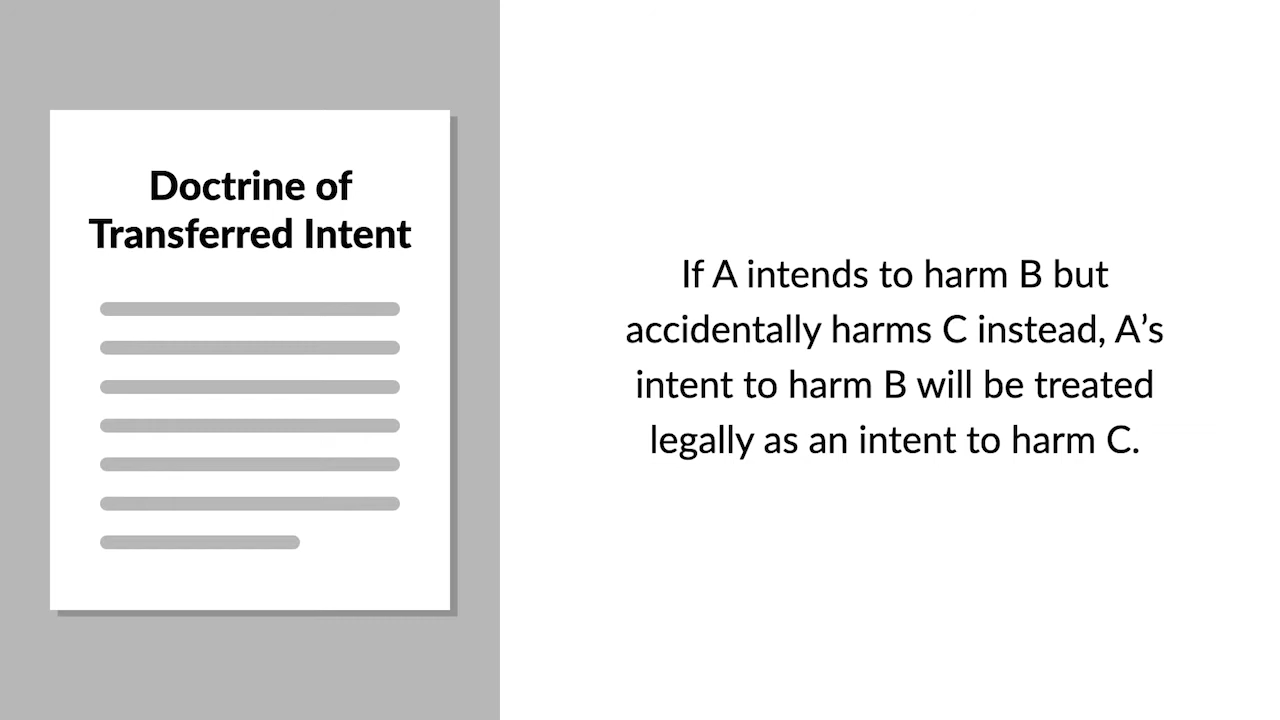 Doctrine of
Transferred Intent
If A intends to harm B but
accidentally harms C instead, A’s
intent to harm B will be treated
legally as an intent to harm C.